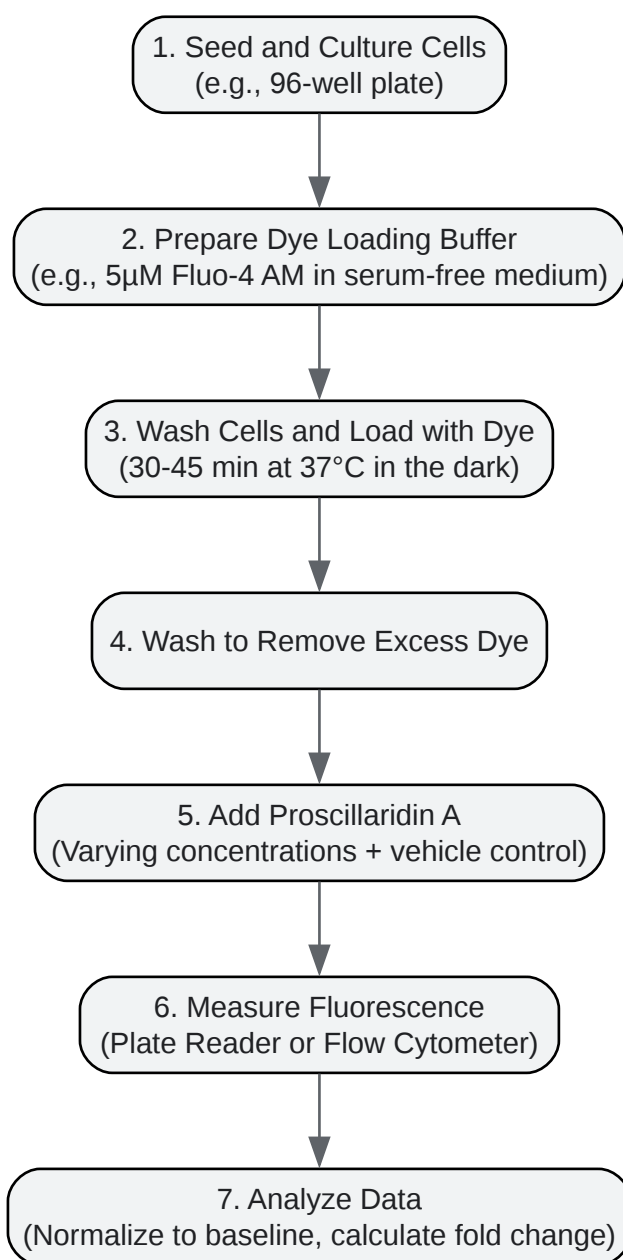 1. Seed and Culture Cells
(e.g., 96-well plate)
2. Prepare Dye Loading Buffer
(e.g., 5µM Fluo-4 AM in serum-free medium)
3. Wash Cells and Load with Dye
(30-45 min at 37°C in the dark)
4. Wash to Remove Excess Dye
5. Add Proscillaridin A
(Varying concentrations + vehicle control)
6. Measure Fluorescence
(Plate Reader or Flow Cytometer)
7. Analyze Data
(Normalize to baseline, calculate fold change)